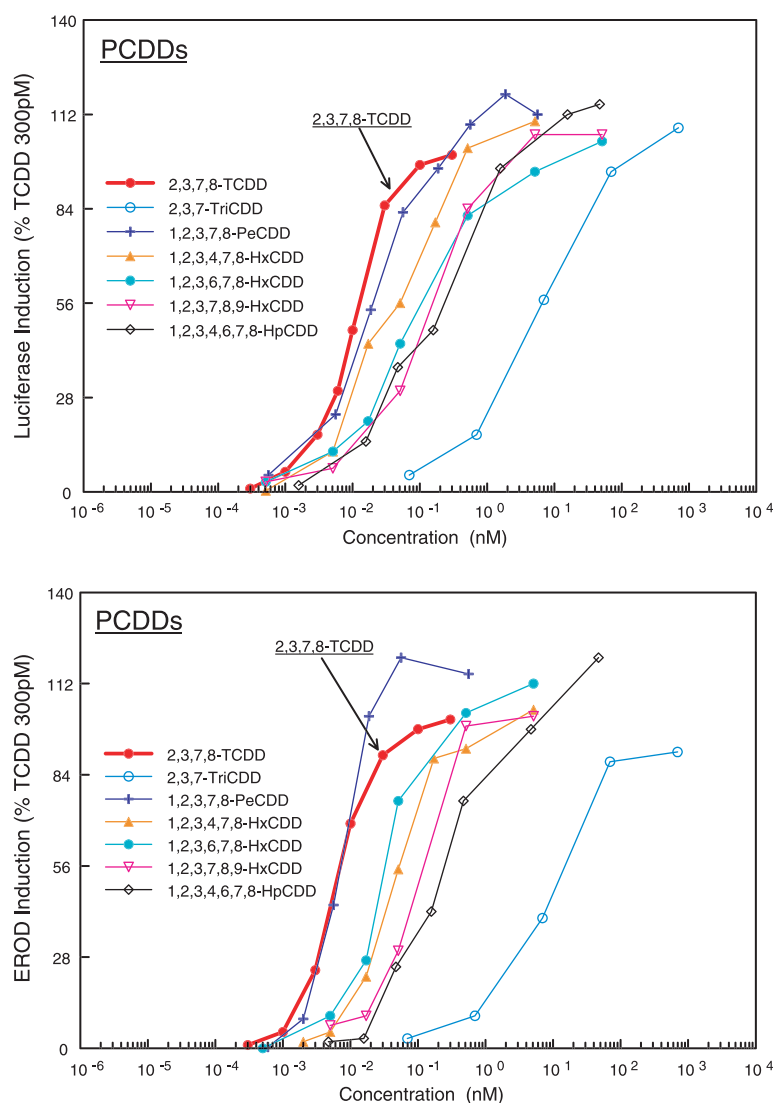 PCDDs
140
112
84
56
28
0
Luciferase Induction (% TCDD 300pM)
2,3,7,8-TCDD
2,3,7,8-TCDD
2,3,7-TriCDD
1,2,3,7,8-PeCDD
1,2,3,4,7,8-HxCDD
1,2,3,6,7,8-HxCDD
1,2,3,7,8,9-HxCDD
1,2,3,4,6,7,8-HpCDD
10⁻⁶ 10⁻⁵ 10⁻⁴ 10⁻³ 10⁻² 10⁻¹ 10⁰ 10¹ 10² 10³ 10⁴
Concentration (nM)
PCDDs
140
112
84
56
28
0
EROD Induction (% TCDD 300pM)
2,3,7,8-TCDD
2,3,7,8-TCDD
2,3,7-TriCDD
1,2,3,7,8-PeCDD
1,2,3,4,7,8-HxCDD
1,2,3,6,7,8-HxCDD
1,2,3,7,8,9-HxCDD
1,2,3,4,6,7,8-HpCDD
10⁻⁶ 10⁻⁵ 10⁻⁴ 10⁻³ 10⁻² 10⁻¹ 10⁰ 10¹ 10² 10³ 10⁴
Concentration (nM)